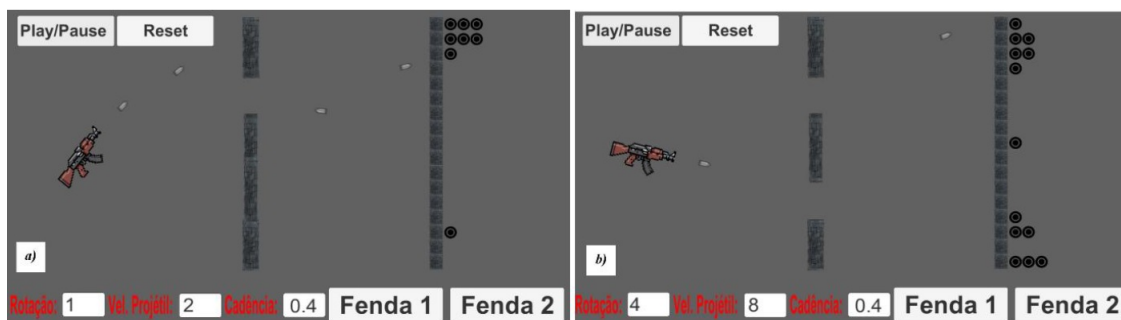 Play/Pause Reset
a)
Rotação: 1 Vel. Projétil: 2 Cadência: 0.4 Fenda 1 Fenda 2
Play/Pause Reset
b)
Rotação: 4 Vel. Projétil: 8 Cadência: 0.4 Fenda 1 Fenda 2